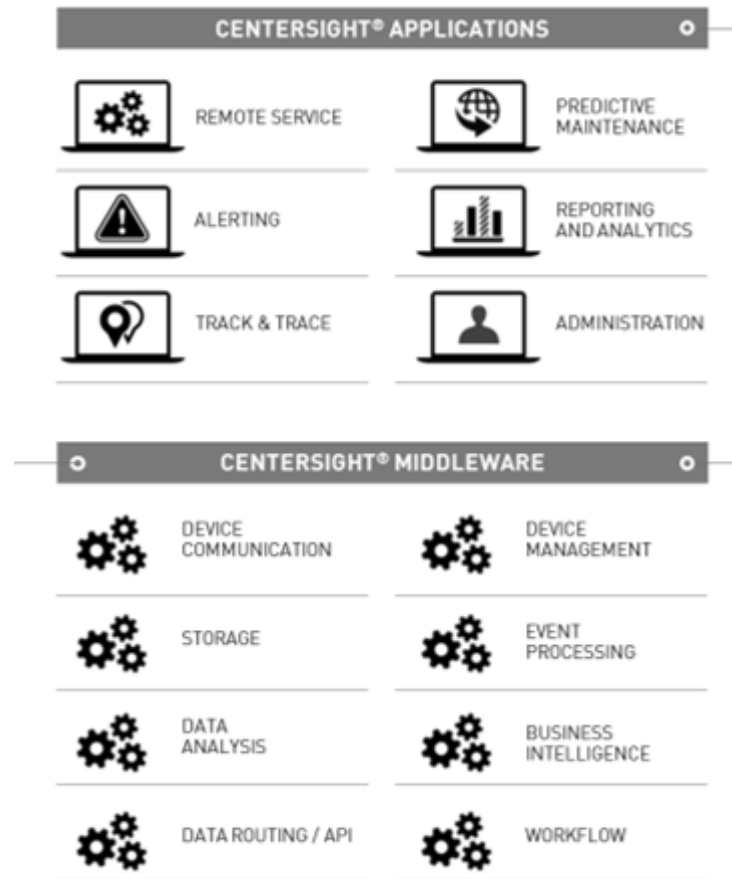 CENTERSIGHT® APPLICATIONS
REMOTE SERVICE
PREDICTIVE
MAINTENANCE
ALERTING
REPORTING
AND ANALYTICS
TRACK & TRACE
ADMINISTRATION
CENTERSIGHT® MIDDLEWARE
DEVICE
COMMUNICATION
DEVICE
MANAGEMENT
STORAGE
EVENT
PROCESSING
DATA
ANALYSIS
BUSINESS
INTELLIGENCE
DATA ROUTING / API
WORKFLOW